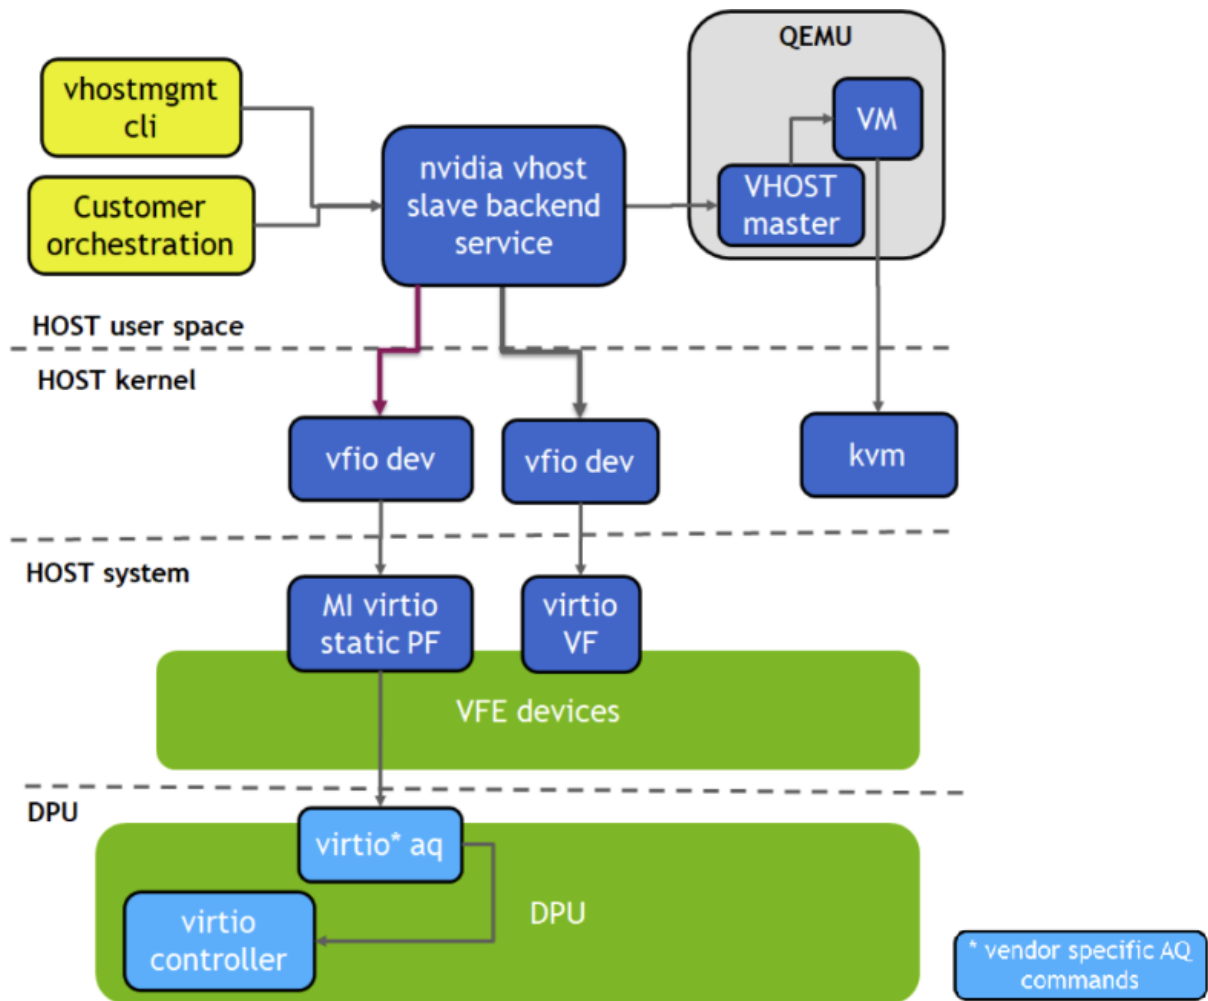 QEMU
vhostmgmt
cli
VM
nvidia vhost
slave backend
service
VHOST
master
Customer
orchestration
HOST user space
HOST kernel
vfio dev
vfio dev
kvm
HOST system
MI virtio
static PF
virtio
VF
VFE devices
DPU
virtio* aq
DPU
virtio
controller
* vendor specific AQ
commands